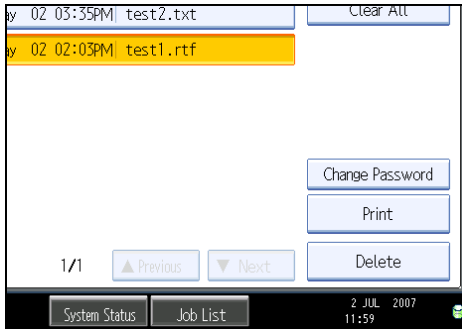 ay 02 03:35PM test2.txt
Clear All
ay 02 02:03PM test1.rtf
Change Password
Print
1/1 ▲ Previous ▼ Next Delete
System Status Job List 2 JUL 2007
11:59